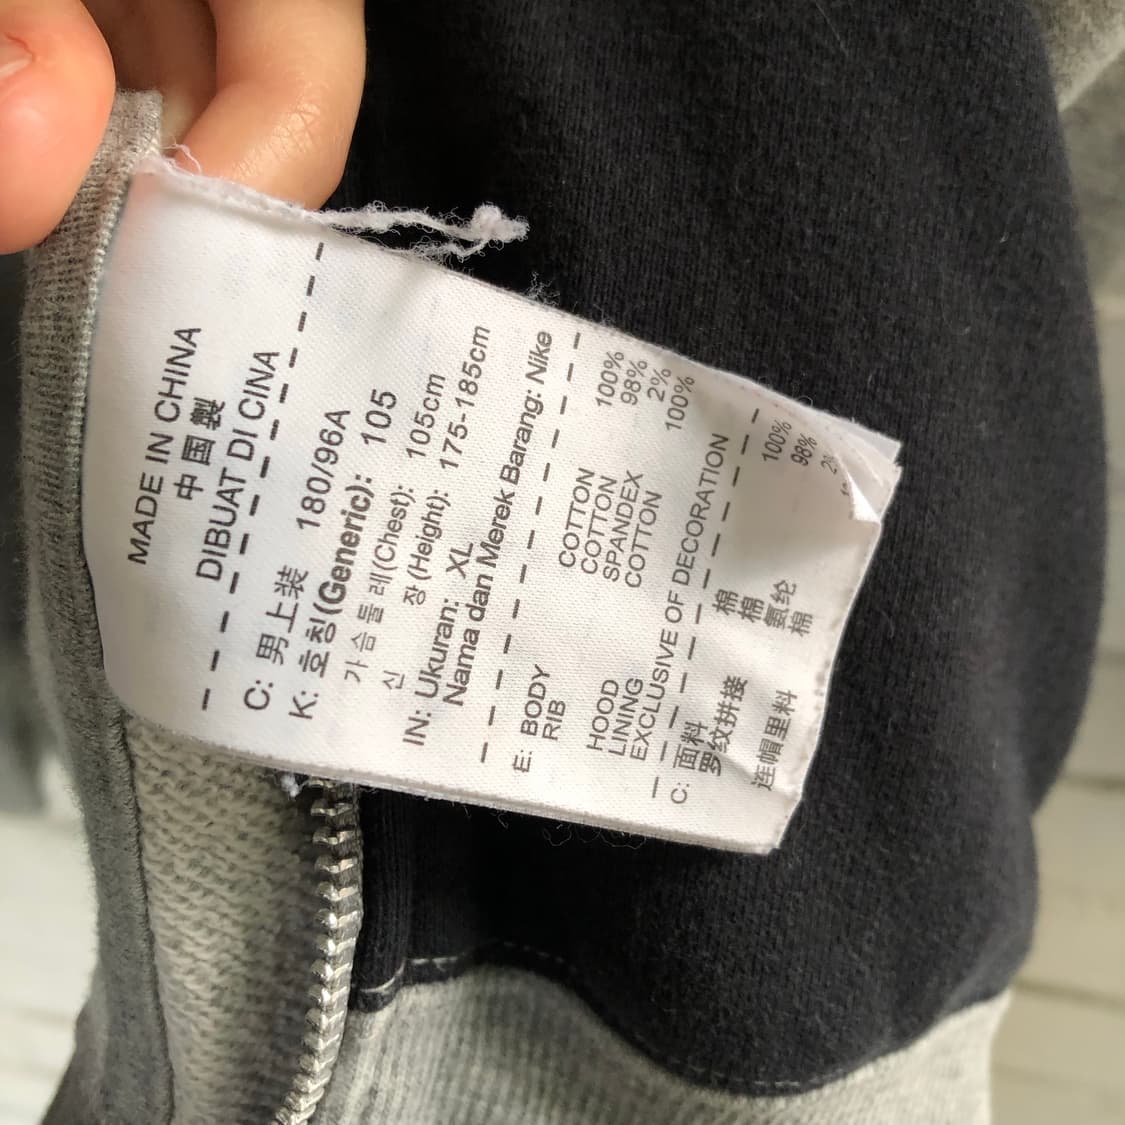 MADE IN CHINA
中国製
DIBUAT DI CINA
C: 男上装 180/96A
K: 호칭(Generic): 105
가슴둘레(Chest): 105cm
신 장(Height): 175-185cm
IN: Ukuran: XL
Nama dan Merek Barang: Nike
E: BODY COTTON 100%
RIB COTTON 98%
SPANDEX 2%
HOOD LINING COTTON 100%
EXCLUSIVE OF DECORATION
C: 面料 棉 100%
罗纹拼接 棉 98%
氨纶 2%
连帽里料 棉